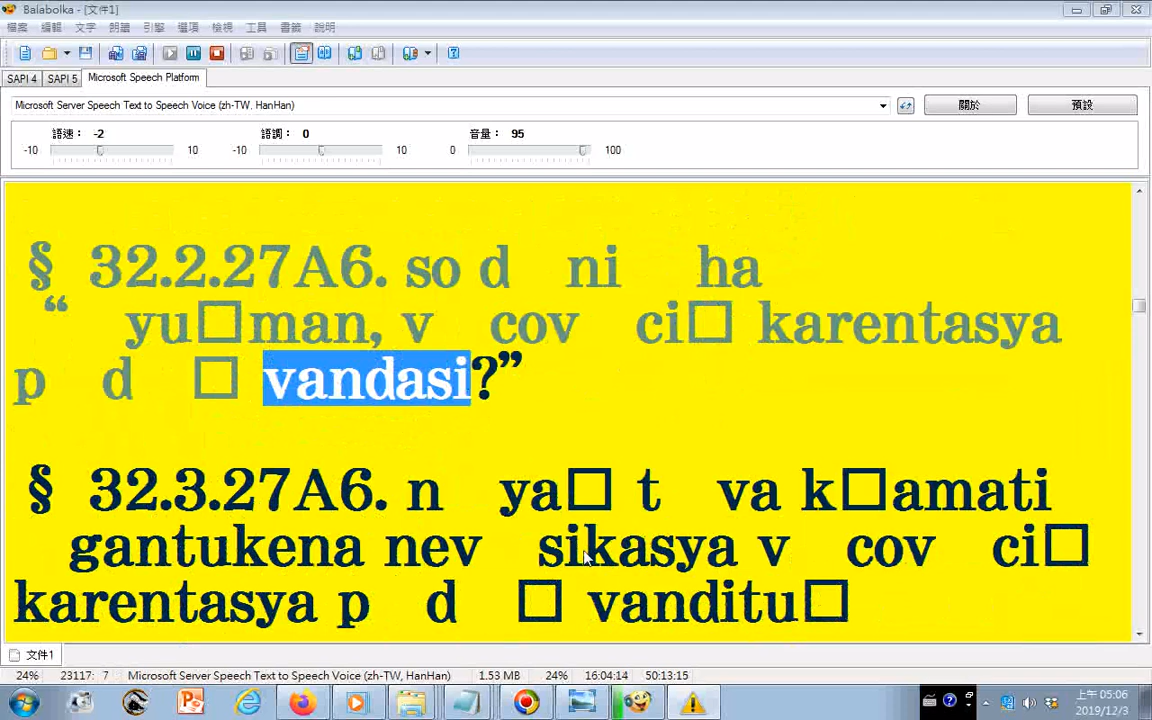 Balabolka - [文件1]
檔案 編輯 文字 朗讀 引擎 選項 檢視 工具 書籤 說明
SAPI 4 SAPI 5 Microsoft Speech Platform
Microsoft Server Speech Text to Speech Voice (zh-TW, HanHan) 關於 預設
語速： -2 語調： 0 音量： 95
-10 10 -10 10 0 100
§ 32.2.27A6. so d ni ha
“ yu□man, v cov ci□ karentasya
p d □ vandasi?”
§ 32.3.27A6. n ya□ t va k□amati
gantukena nev sikasya v cov ci□
karentasya p d □ vanditu□
文件1
24% 23117: 7 Microsoft Server Speech Text to Speech Voice (zh-TW, HanHan) 1.53 MB 24% 16:04:14 50:13:15
上午 05:06
2019/12/3